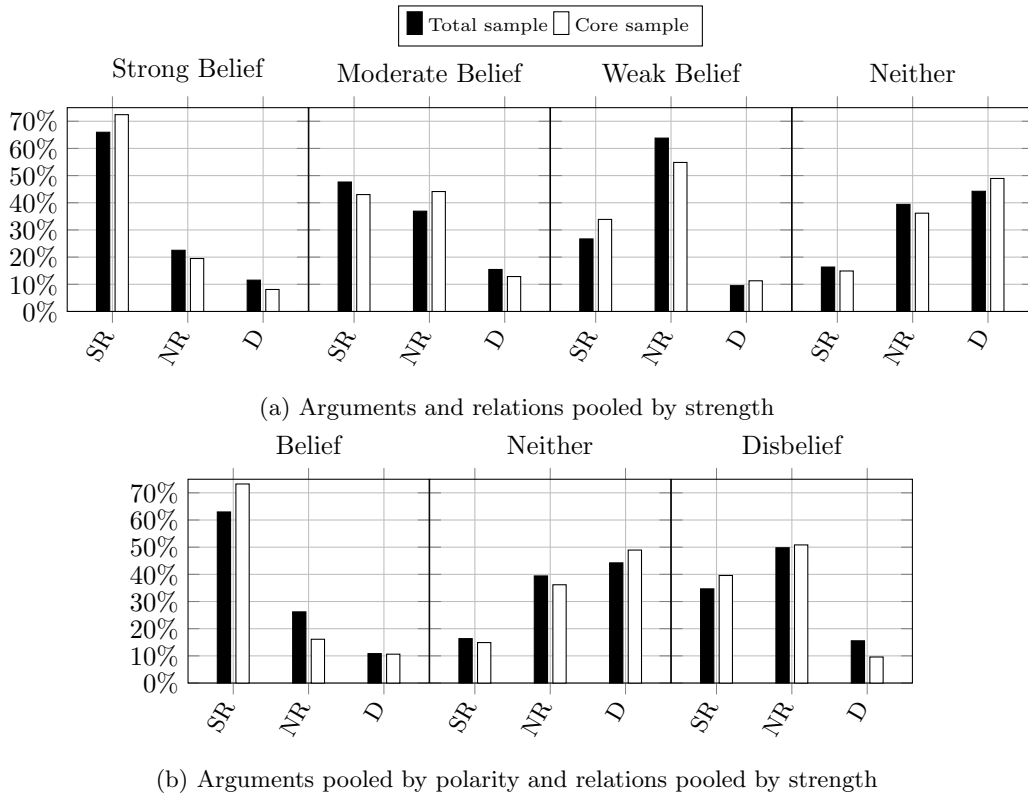 Total sample Core sample
Strong Belief Moderate Belief Weak Belief Neither
70%
60%
50%
40%
30%
20%
10%
0%
SR NR D SR NR D SR NR D SR NR D
(a) Arguments and relations pooled by strength
Belief Neither Disbelief
70%
60%
50%
40%
30%
20%
10%
0%
SR NR D SR NR D SR NR D
(b) Arguments pooled by polarity and relations pooled by strength